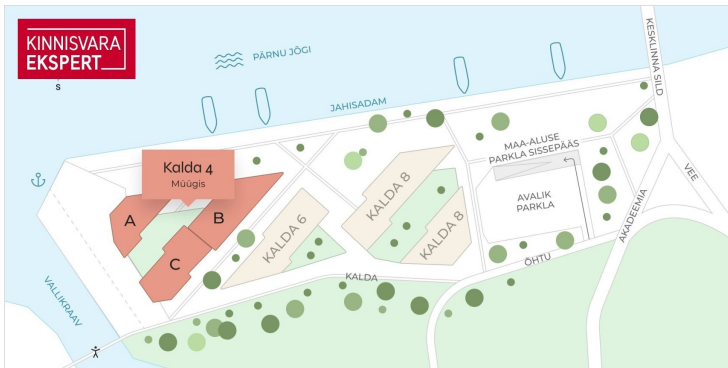 KINNISVARA
EKSPERT
S
PÄRNU JÕGI
KESKLINNA SILD
JAHISADAM
MAA-ALUSE
PARKLA SISSEPÄÄS
Kalda 4
Müügis
A
B
C
KALDA 6
KALDA 8
KALDA 8
AVALIK
PARKLA
VEE
AKADEEMIA
ÕHTU
KALDA
VALLIKRAAV